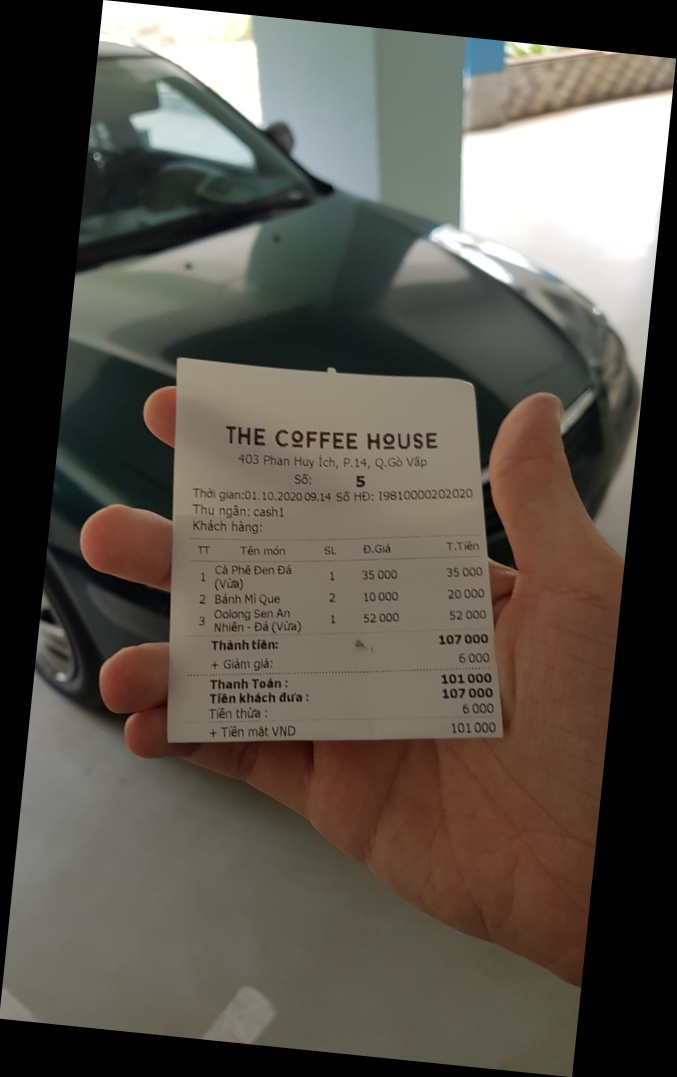 THE COFFEE HOUSE
403 Phan Huy Ích, P.14, Q.Gò Vấp
Số: 5
Thời gian:01.10.2020 09.14 Số HĐ: I9810000202020
Thu ngân: cash1
Khách hàng:
TT Tên món SL Đ.Giá T.Tiền
1 Cà Phê Đen Đá (Vừa) 1 35 000 35 000
2 Bánh Mì Que 2 10 000 20 000
3 Oolong Sen An Nhiên - Đá (Vừa) 1 52 000 52 000
Thành tiền: 107 000
+ Giảm giá: 6 000
Thanh Toán : 101 000
Tiền khách đưa : 107 000
Tiền thừa : 6 000
+ Tiền mặt VND 101 000